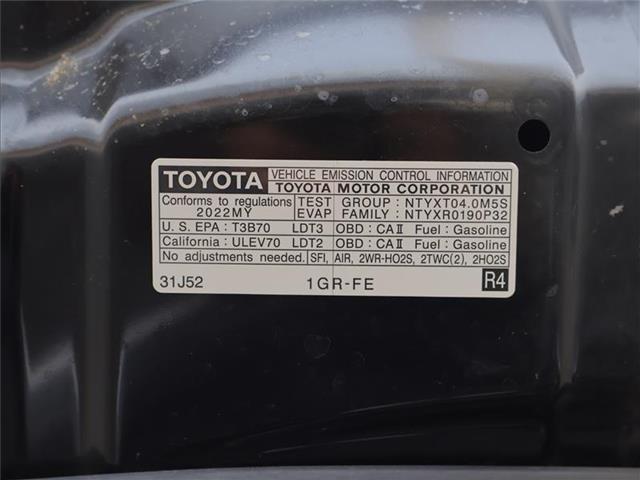 TOYOTA VEHICLE EMISSION CONTROL INFORMATION
TOYOTA MOTOR CORPORATION
Conforms to regulations TEST GROUP : NTYXT04.0M5S
2022MY EVAP FAMILY : NTYXR0190P32
U. S. EPA : T3B70 LDT3 OBD : CAⅡ Fuel : Gasoline
California : ULEV70 LDT2 OBD : CAⅡ Fuel : Gasoline
No adjustments needed. SFI, AIR, 2WR-HO2S, 2TWC(2), 2HO2S
31J52 1GR-FE R4